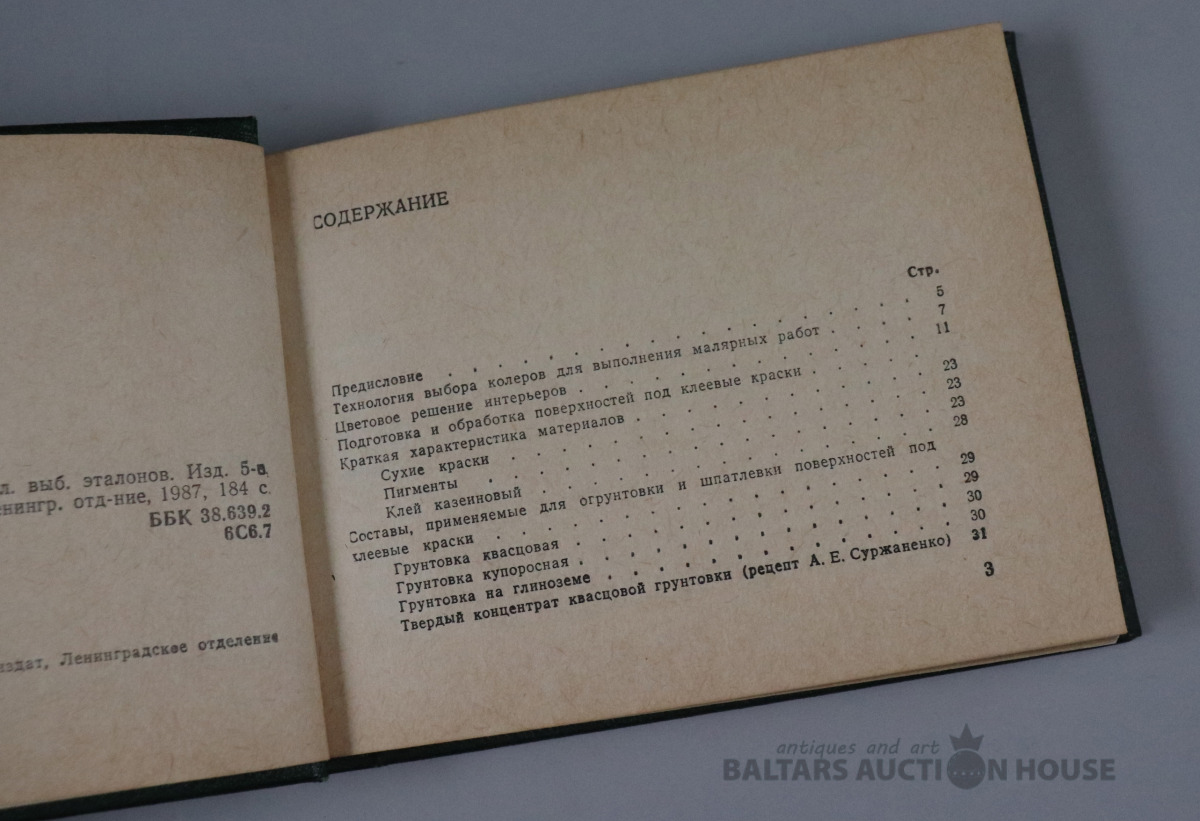 л. выб. эталонов. Изд. 5-е,
енингр. отд-ние, 1987, 184 с.
ББК 38.639.2
6С6.7
издат, Ленинградское отделение
СОДЕРЖАНИЕ
Стр.
Предисловие . . . . . . . . . . . . . . . . 5
Технология выбора колеров для выполнения малярных работ . . . . 7
Цветовое решение интерьеров . . . . . . . . . . . . 11
Подготовка и обработка поверхностей под клеевые краски . . . . .
Краткая характеристика материалов . . . . . . . . . . 23
Сухие краски . . . . . . . . . . . . . . . 23
Пигменты . . . . . . . . . . . . . . . . 23
Клей казеиновый . . . . . . . . . . . . . . 28
Составы, применяемые для огрунтовки и шпатлевки поверхностей под
клеевые краски . . . . . . . . . . . . . . . 29
Грунтовка квасцовая . . . . . . . . . . . . . 29
Грунтовка купоросная . . . . . . . . . . . . . 30
Грунтовка на глиноземе . . . . . . . . . . . . 30
Твердый концентрат квасцовой грунтовки (рецепт А. Е. Суржаненко) 31
3
antiques and art
BALTARS AUCTION HOUSE